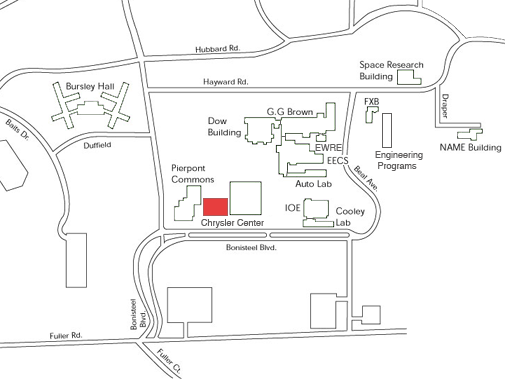 Hubbard Rd.
Space Research
Building
Hayward Rd.
Bursley Hall
FXB
Draper
G.G Brown
Dow
Building
Baits Dr.
EWRE
EECS
Engineering
Programs
NAME Building
Duffield
Pierpont
Commons
Auto Lab
Beal Ave.
IOE
Cooley
Lab
Chrysler Center
Bonisteel Blvd.
Bonisteel
Blvd.
Fuller Rd.
Fuller Ct.